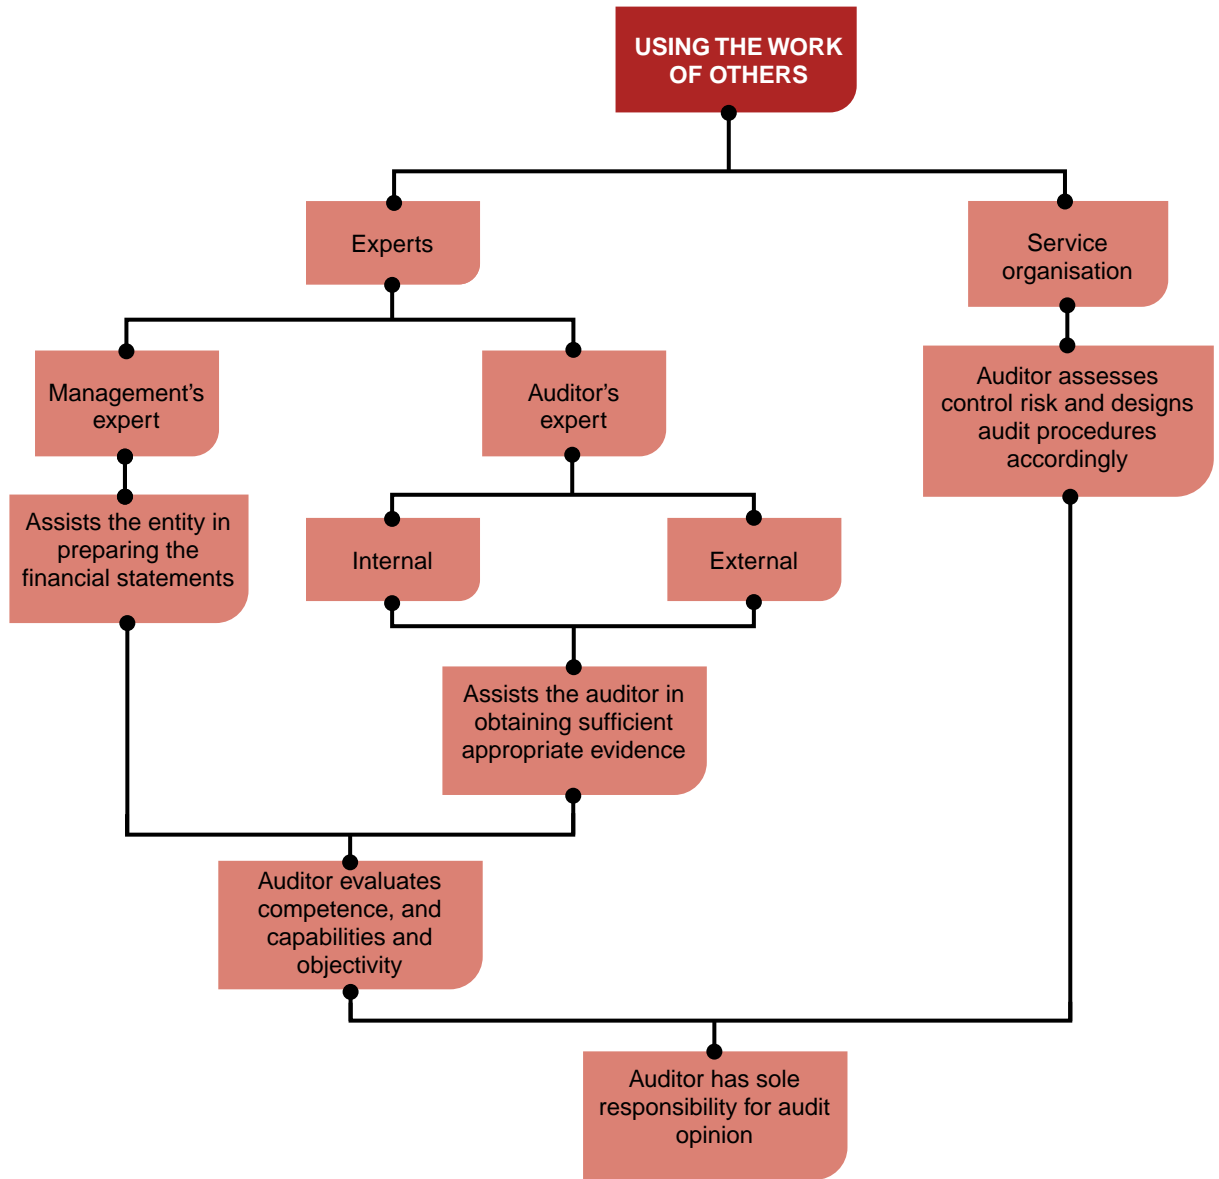 USING THE WORK
OF OTHERS
Experts
Service
organisation
Management's
expert
Auditor's
expert
Auditor assesses
control risk and designs
audit procedures
accordingly
Assists the entity in
preparing the
financial statements
Internal
External
Assists the auditor in
obtaining sufficient
appropriate evidence
Auditor evaluates
competence, and
capabilities and
objectivity
Auditor has sole
responsibility for audit
opinion